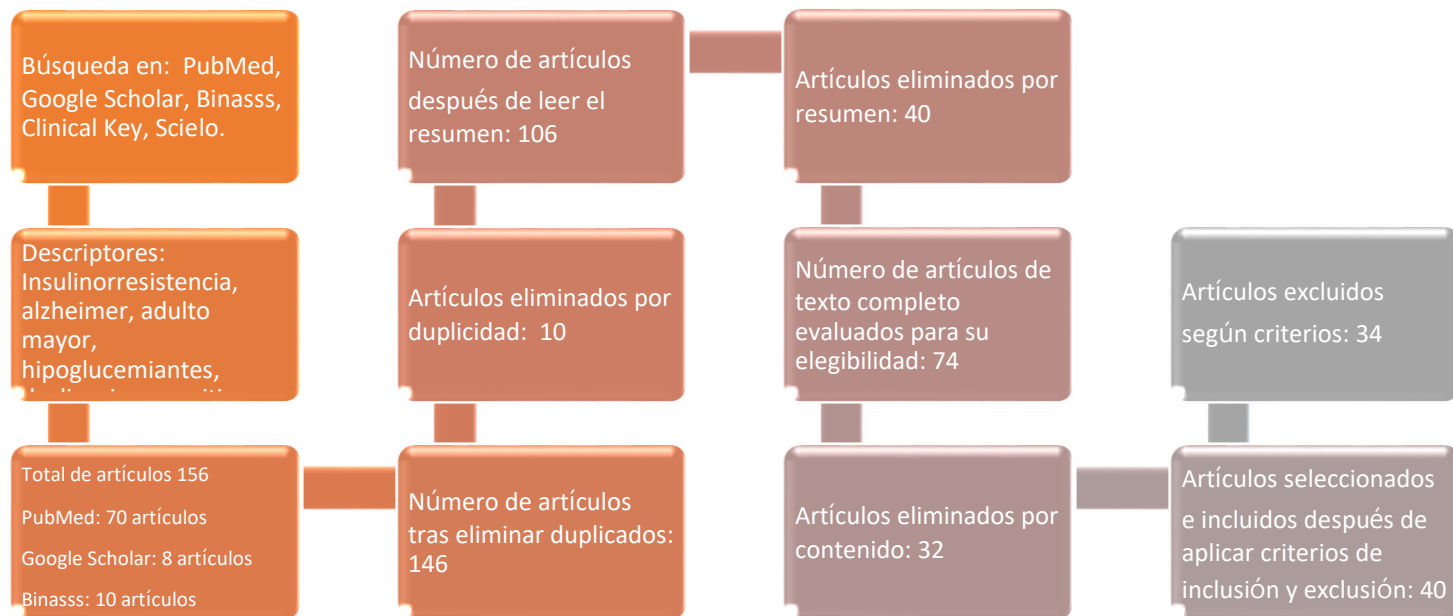 Búsqueda en: PubMed,
Google Scholar, Binasss,
Clinical Key, Scielo.
Descriptores:
Insulinorresistencia,
alzheimer, adulto
mayor,
hipoglucemiantes,
Total de artículos 156
PubMed: 70 artículos
Google Scholar: 8 artículos
Binasss: 10 artículos
Número de artículos
tras eliminar duplicados:
146
Artículos eliminados por
duplicidad: 10
Número de artículos
después de leer el
resumen: 106
Artículos eliminados por
resumen: 40
Número de artículos de
texto completo
evaluados para su
elegibilidad: 74
Artículos eliminados por
contenido: 32
Artículos seleccionados
e incluidos después de
aplicar criterios de
inclusión y exclusión: 40
Artículos excluidos
según criterios: 34